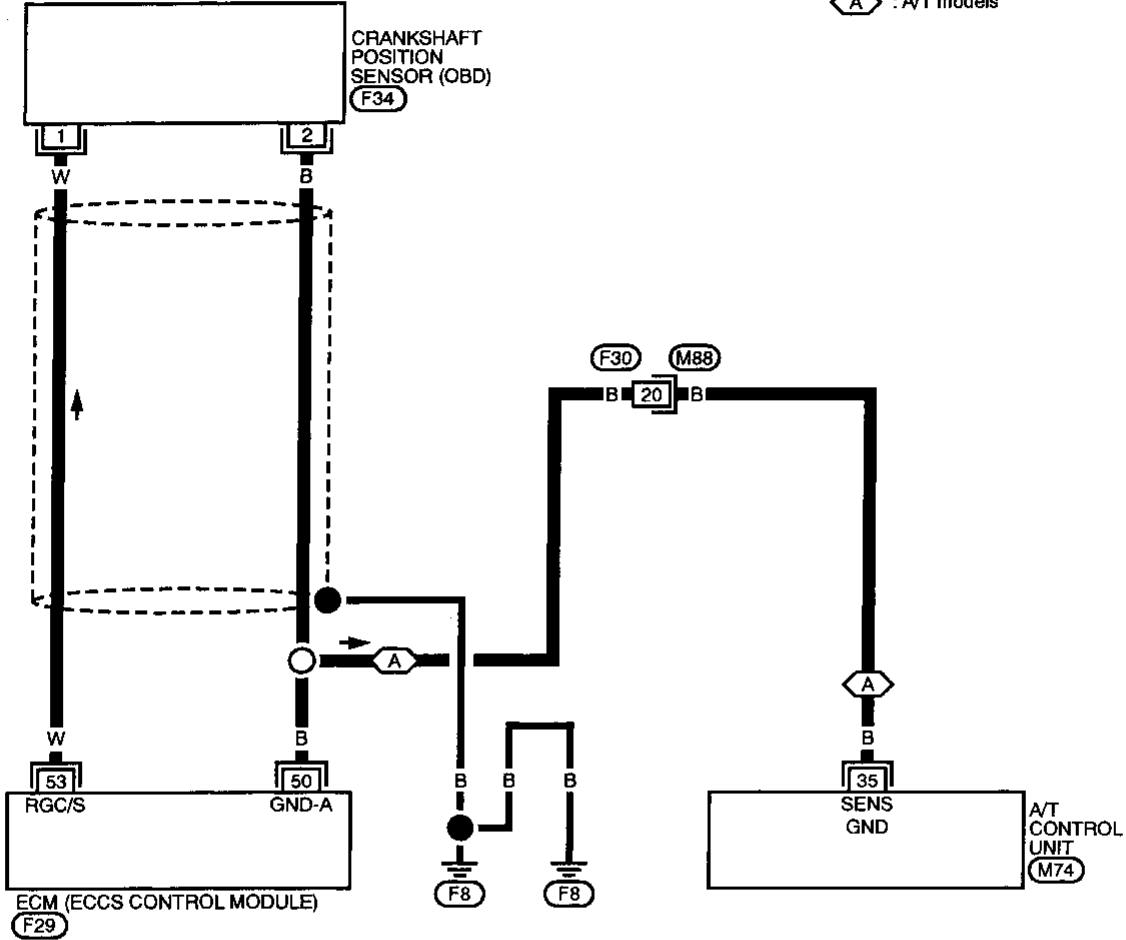 A : A/T models
CRANKSHAFT
POSITION
SENSOR (OBD)
F34
1
2
W
B
F30
M88
B
20
B
A
A
W
B
B
B
B
B
53
50
35
RGC/S
GND-A
SENS
GND
A/T
CONTROL
UNIT
M74
F8
F8
ECM (ECCS CONTROL MODULE)
F29